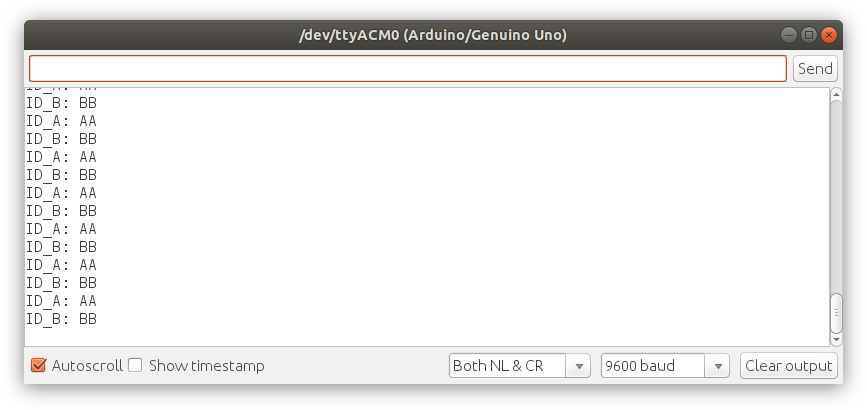 /dev/ttyACM0 (Arduino/Genuino Uno)
Send
ID_A: AA
ID_B: BB
ID_A: AA
ID_B: BB
ID_A: AA
ID_B: BB
ID_A: AA
ID_B: BB
ID_A: AA
ID_B: BB
ID_A: AA
ID_B: BB
ID_A: AA
ID_B: BB
Autoscroll Show timestamp Both NL & CR 9600 baud Clear output